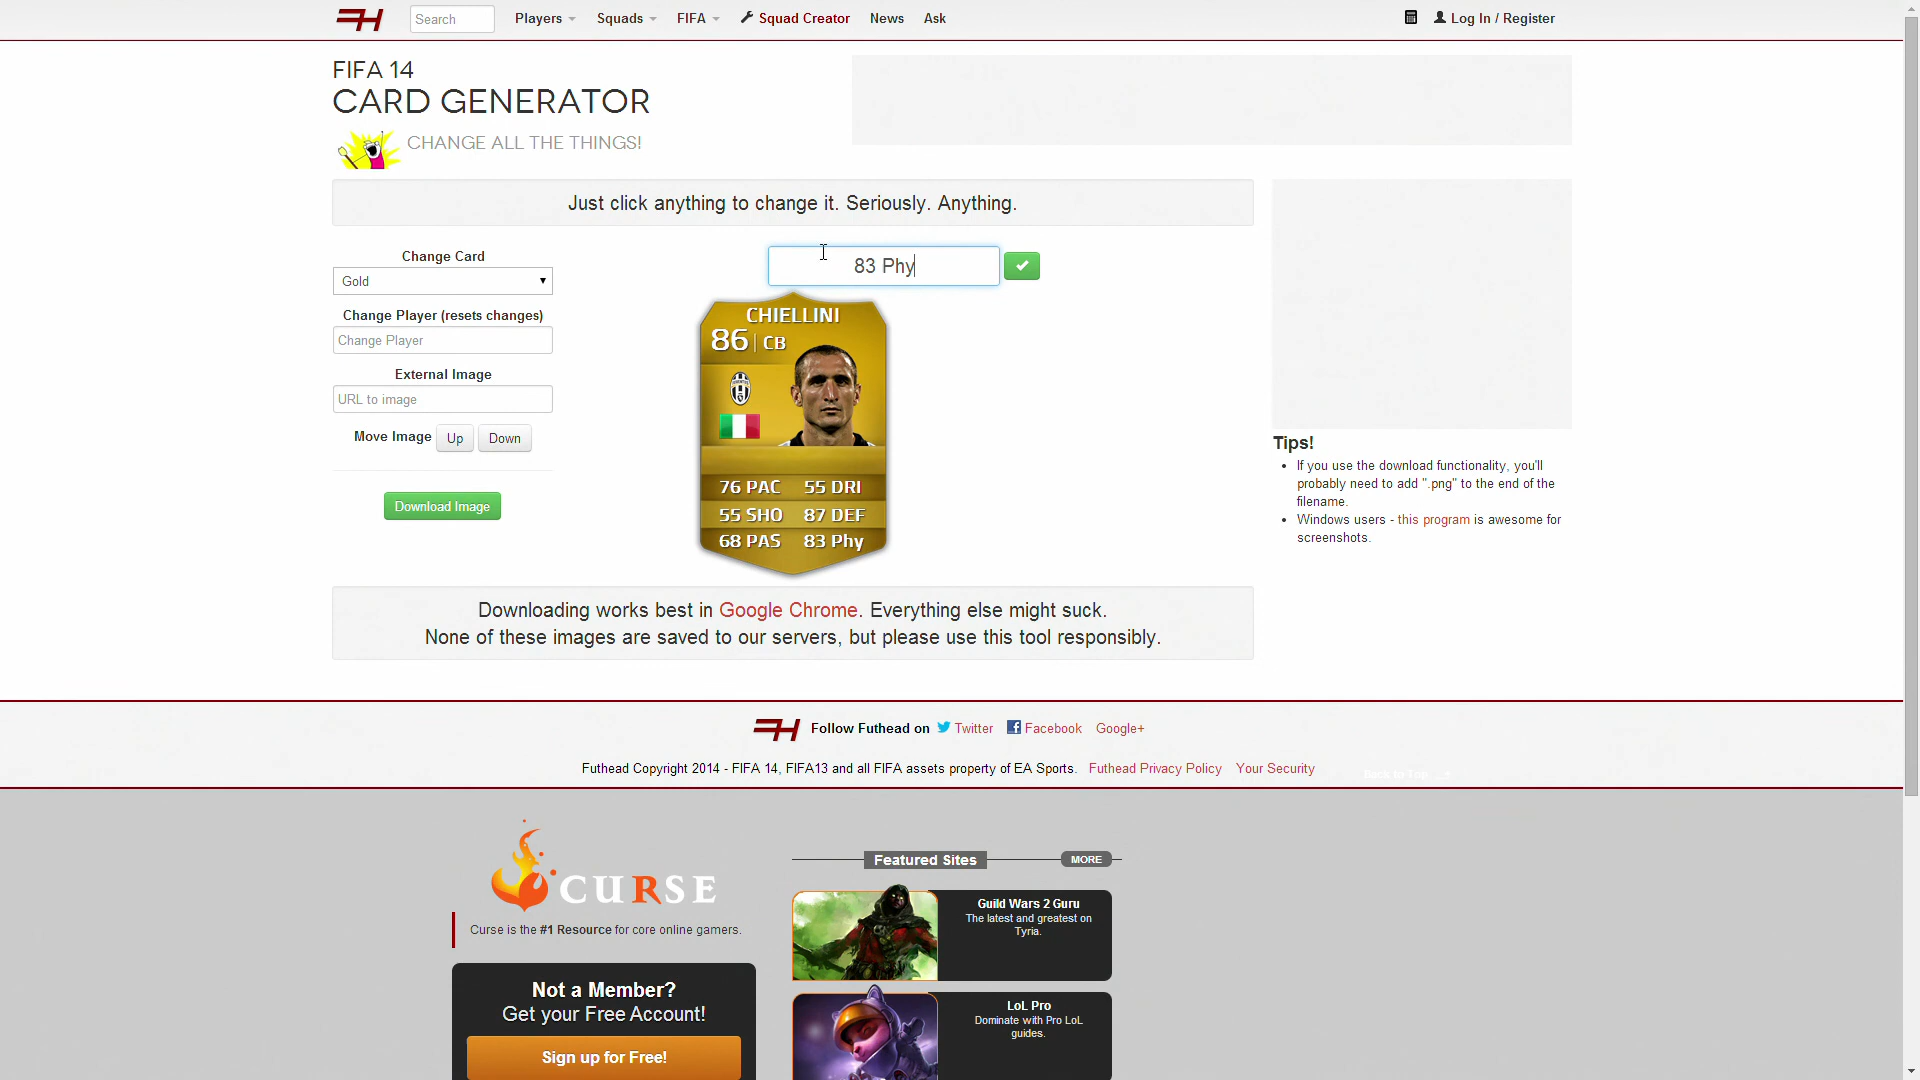 Search
Players
Squads
FIFA
Squad Creator
News
Ask
Log In / Register
FIFA 14
CARD GENERATOR
CHANGE ALL THE THINGS!
Just click anything to change it. Seriously. Anything.
Change Card
Gold
Change Player (resets changes)
Change Player
External Image
URL to image
Move Image Up Down
Download Image
83 Phy
CHIELLINI
86 CB
76 PAC 55 DRI
55 SHO 87 DEF
68 PAS 83 Phy
Tips!
If you use the download functionality, you'll
probably need to add ".png" to the end of the
filename.
Windows users - this program is awesome for
screenshots.
Downloading works best in Google Chrome. Everything else might suck.
None of these images are saved to our servers, but please use this tool responsibly.
Follow Futhead on Twitter Facebook Google+
Futhead Copyright 2014 - FIFA 14, FIFA13 and all FIFA assets property of EA Sports. Futhead Privacy Policy Your Security
Back to Top
CURSE
Curse is the #1 Resource for core online gamers.
Not a Member?
Get your Free Account!
Sign up for Free!
Featured Sites
MORE
Guild Wars 2 Guru
The latest and greatest on
Tyria.
LoL Pro
Dominate with Pro LoL
guides.